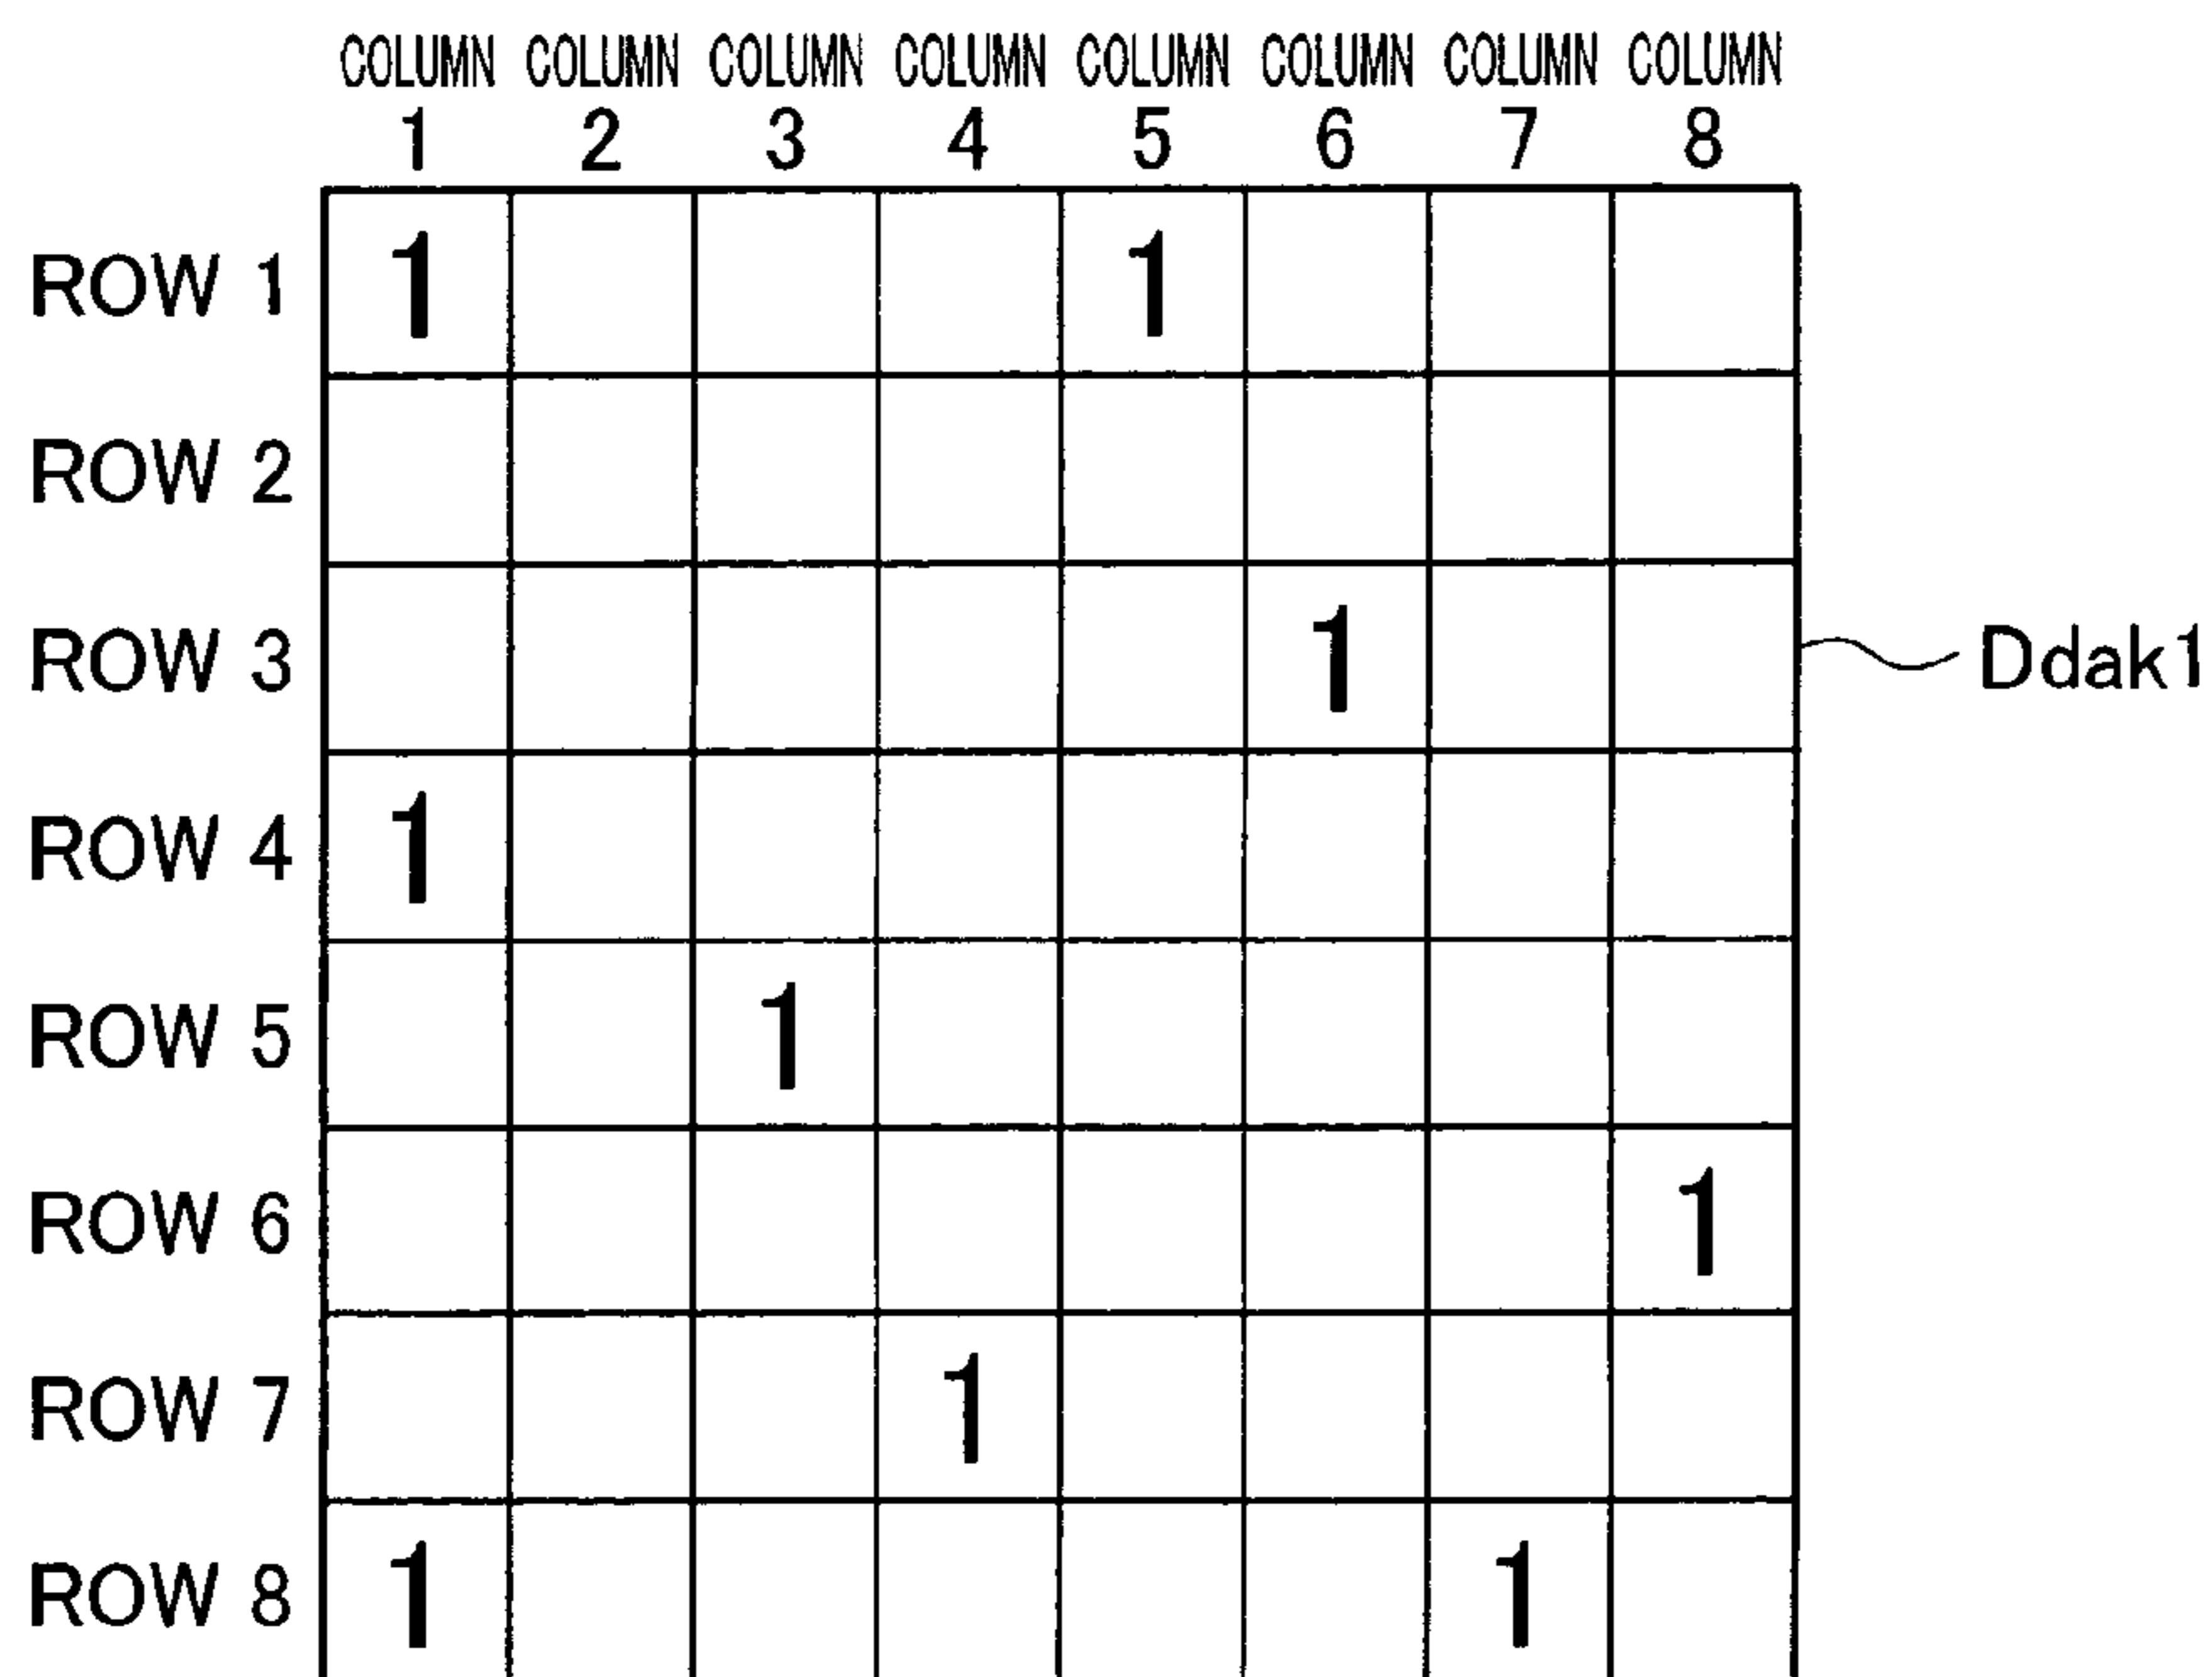 COLUMN COLUMN COLUMN COLUMN COLUMN COLUMN COLUMN COLUMN
1 2 3 4 5 6 7 8
ROW 1 1 1
ROW 2
ROW 3 1 Ddak1
ROW 4 1
ROW 5 1
ROW 6 1
ROW 7 1
ROW 8 1 1